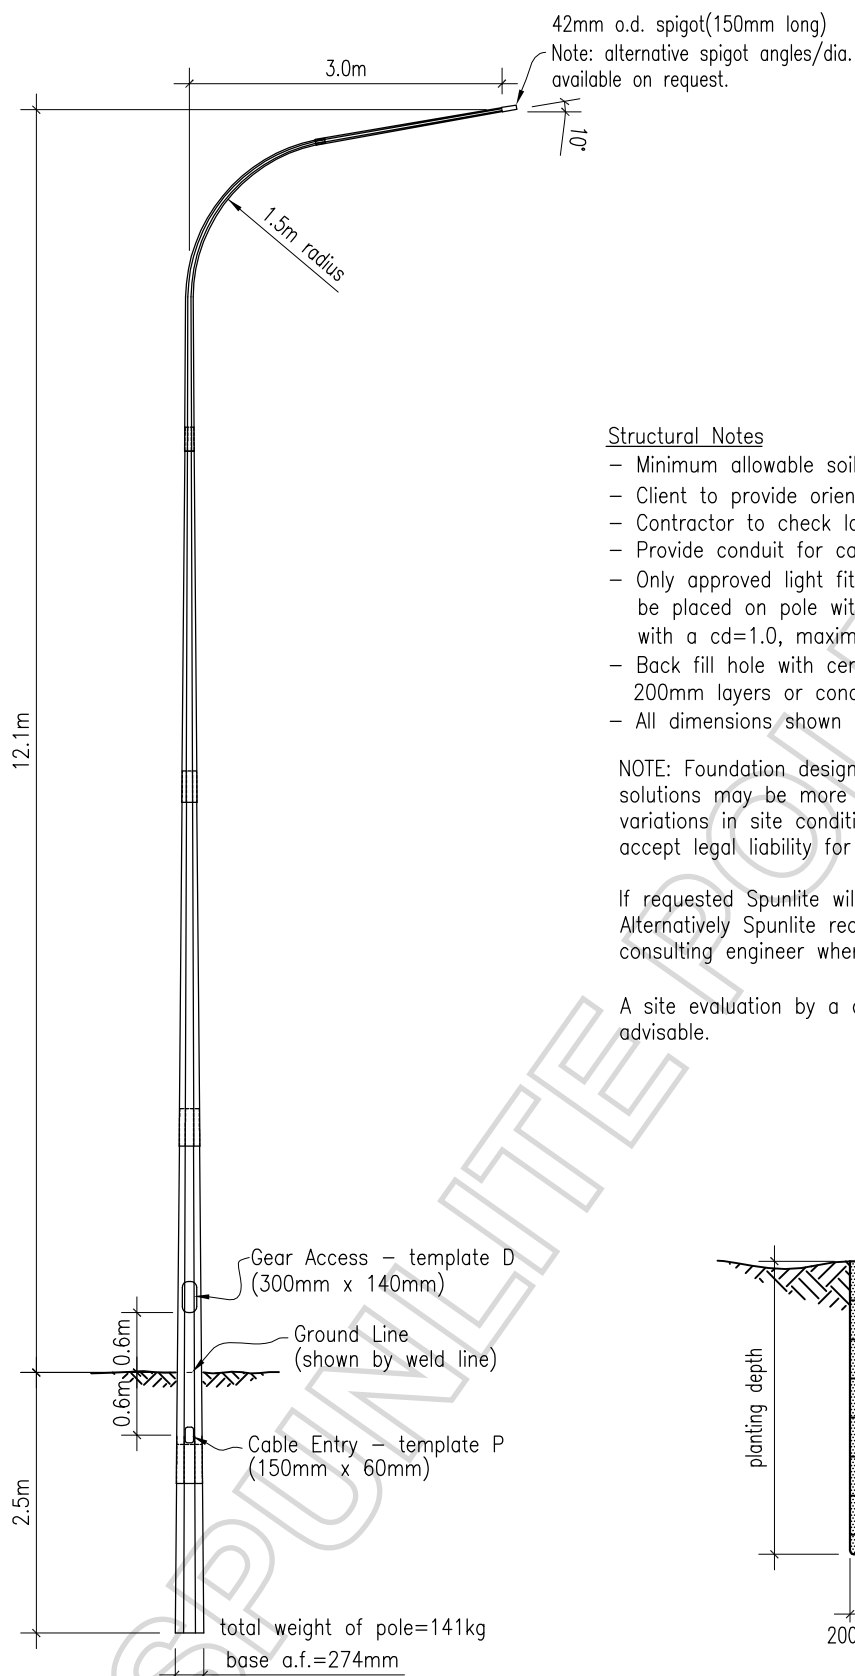 42mm o.d. spigot(150mm long)
Note: alternative spigot angles/dia.
available on request.
3.0m
10°
1.5m radius
12.1m
Structural Notes
– Minimum allowable soil
– Client to provide orien
– Contractor to check lo
– Provide conduit for ca
– Only approved light fit
be placed on pole wit
with a cd=1.0, maxim
– Back fill hole with cem
200mm layers or conc
– All dimensions shown
NOTE: Foundation design
solutions may be more
variations in site conditi
accept legal liability for
If requested Spunlite wil
Alternatively Spunlite rec
consulting engineer wher
A site evaluation by a c
advisable.
Gear Access – template D
(300mm x 140mm)
0.6m
Ground Line
(shown by weld line)
0.6m
Cable Entry – template P
(150mm x 60mm)
2.5m
planting depth
total weight of pole=141kg
base a.f.=274mm
200
SPUNLITE POL